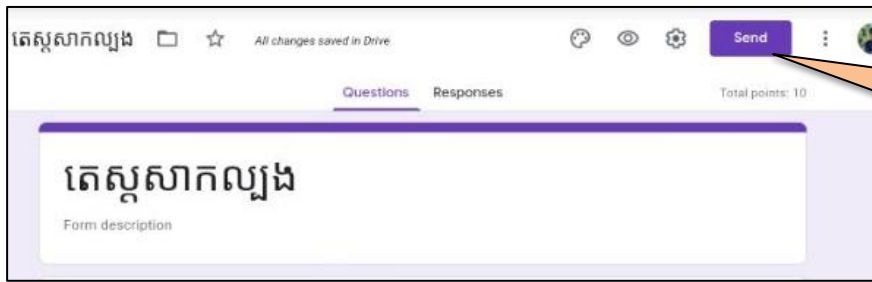 តេស្តសាកល្បង All changes saved in Drive Send
Questions Responses Total points: 10
តេស្តសាកល្បង
Form description